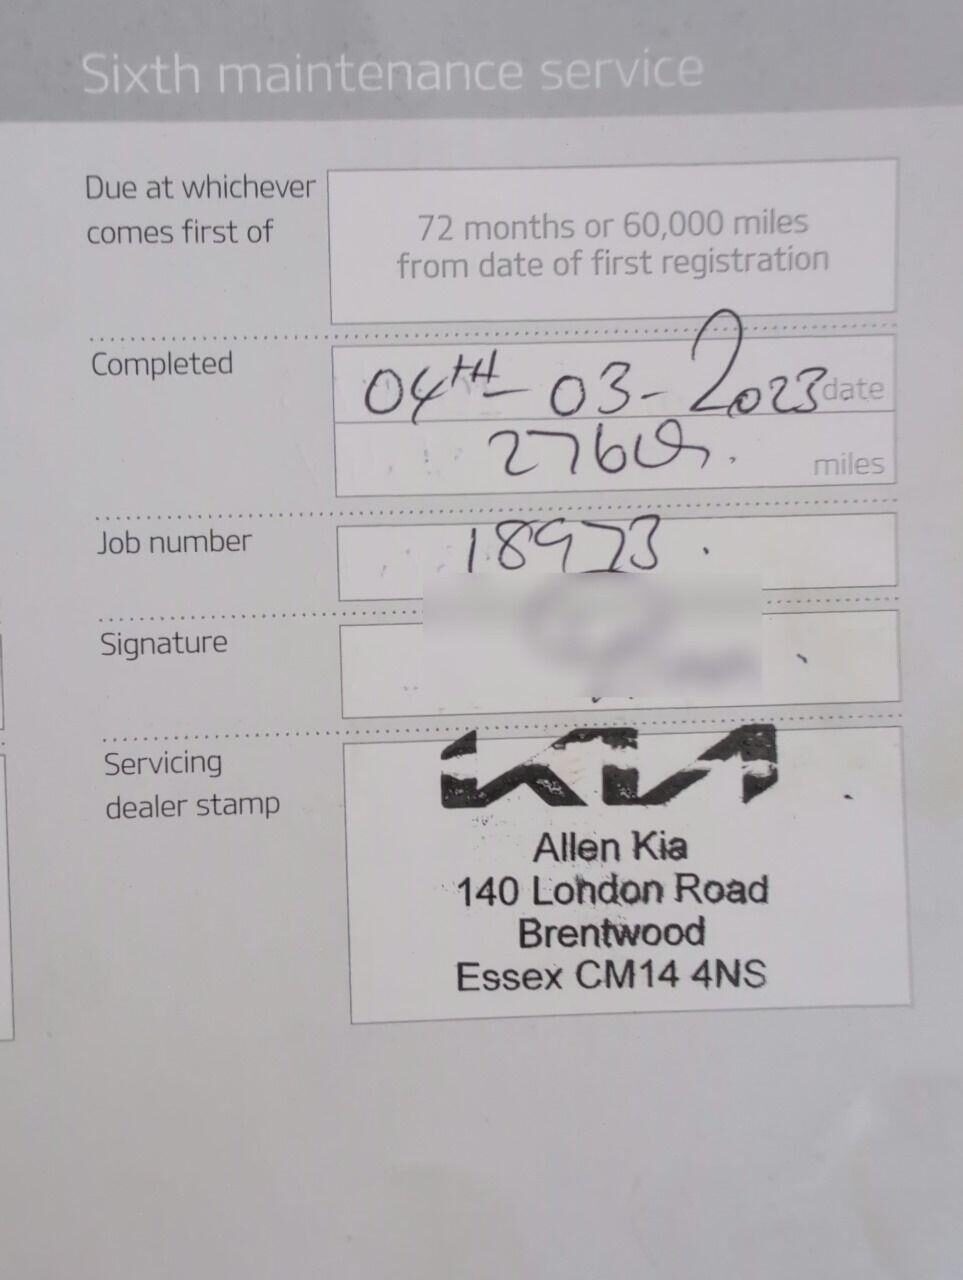 Sixth maintenance service
Due at whichever
comes first of
72 months or 60,000 miles
from date of first registration
Completed
04TH-03-2023 date
miles
Job number
18973
Signature
Servicing
dealer stamp
KIA
Allen Kia
140 London Road
Brentwood
Essex CM14 4NS